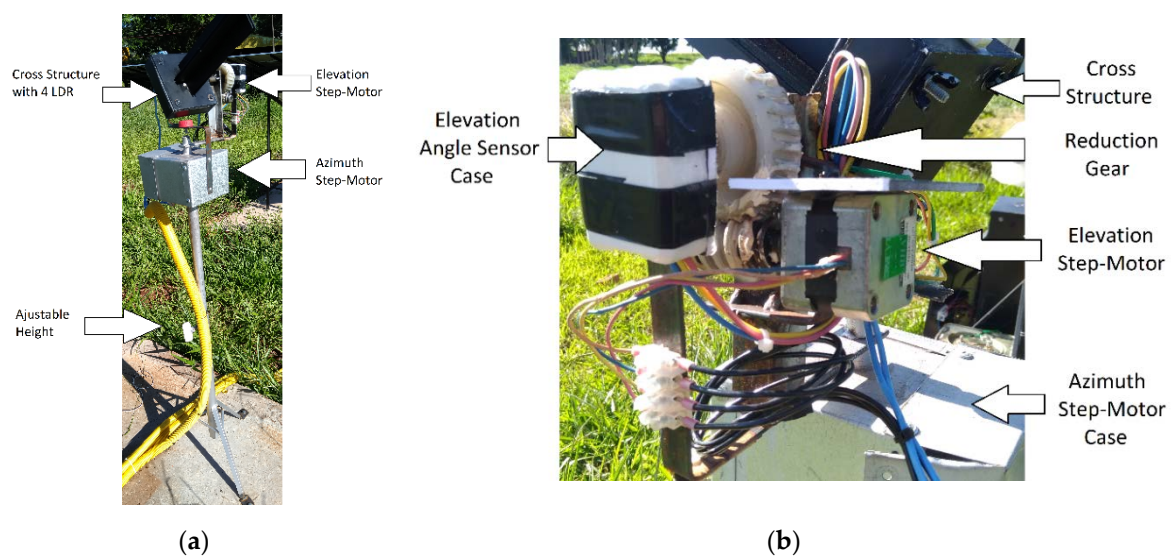 Cross Structure
with 4 LDR
Elevation
Step-Motor
Azimuth
Step-Motor
Ajustable
Height
(a)
Elevation
Angle Sensor
Case
Cross
Structure
Reduction
Gear
Elevation
Step-Motor
Azimuth
Step-Motor
Case
(b)